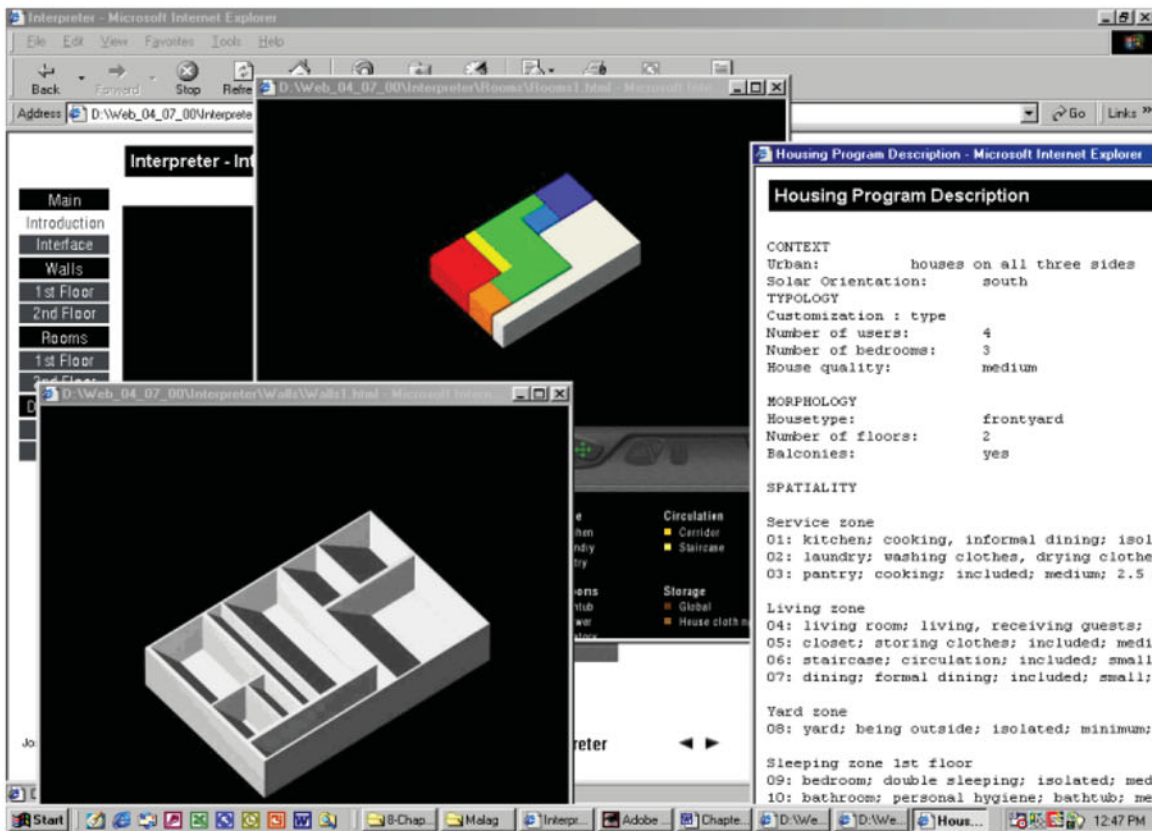 Interpreter - Microsoft Internet Explorer
File Edit View Favorites Tools Help
Back Forward Stop Refre
Address D:\Web_04_07_00\Interprete
Go Links »
D:\Web_04_07_00\Interpreter\Rooms\Rooms1.html - Microsoft Inte
Interpreter - Int
Main
Introduction
Interface
Walls
1st Floor
2nd Floor
Rooms
1st Floor
2nd Floor
D:\Web_04_07_00\Interpreter\Walls\Walls1.html - Microsoft Intern
Circulation
Corridor
Staircase
Storage
Global
House cloth
reter
Jo
Housing Program Description - Microsoft Internet Explorer
Housing Program Description
CONTEXT
Urban: houses on all three sides
Solar Orientation: south
TYPOLOGY
Customization : type
Number of users: 4
Number of bedrooms: 3
House quality: medium
MORPHOLOGY
Housetype: frontyard
Number of floors: 2
Balconies: yes
SPATIALITY
Service zone
01: kitchen; cooking, informal dining; isol
02: laundry; washing clothes, drying clothe
03: pantry; cooking; included; medium; 2.5
Living zone
04: living room; living, receiving guests;
05: closet; storing clothes; included; medi
06: staircase; circulation; included; small
07: dining; formal dining; included; small;
Yard zone
08: yard; being outside; isolated; minimum;
Sleeping zone 1st floor
09: bedroom; double sleeping; isolated; med
10: bathroom; personal hygiene; bathtub; me
Start 8-Chap... Malag Interpr... Adobe ... Chapte... D:\We... D:\We... Hous... 12:47 PM